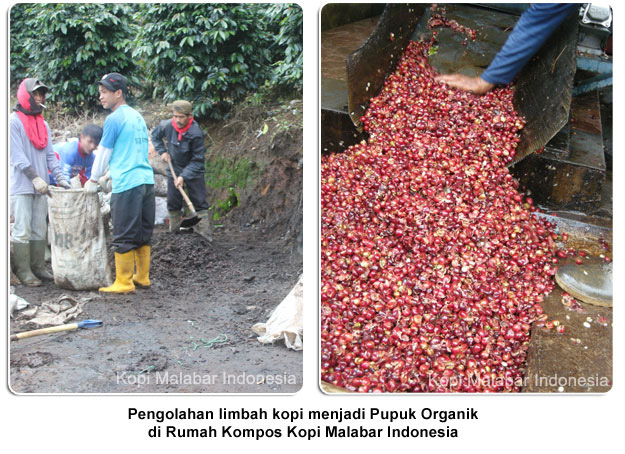 Kopi Malabar Indonesia
Kopi Malabar Indonesia
Pengolahan limbah kopi menjadi Pupuk Organik
di Rumah Kompos Kopi Malabar Indonesia